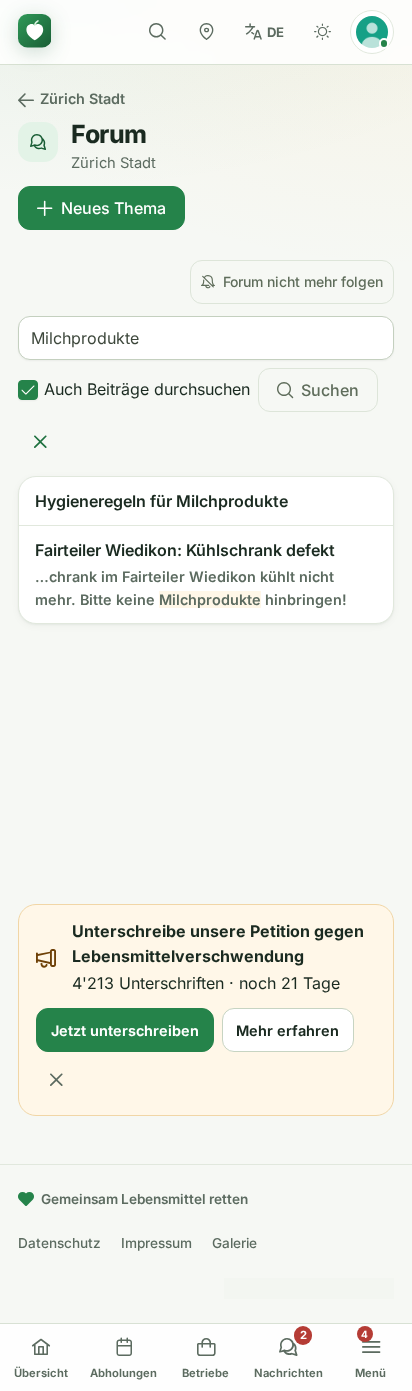 DE
Zürich Stadt
Forum
Zürich Stadt
Neues Thema
Forum nicht mehr folgen
Milchprodukte
Auch Beiträge durchsuchen
Suchen
Hygieneregeln für Milchprodukte
Fairteiler Wiedikon: Kühlschrank defekt
…chrank im Fairteiler Wiedikon kühlt nicht
mehr. Bitte keine Milchprodukte hinbringen!
Unterschreibe unsere Petition gegen
Lebensmittelverschwendung
4'213 Unterschriften · noch 21 Tage
Jetzt unterschreiben
Mehr erfahren
Gemeinsam Lebensmittel retten
Datenschutz Impressum Galerie
2 4
Übersicht Abholungen Betriebe Nachrichten Menü